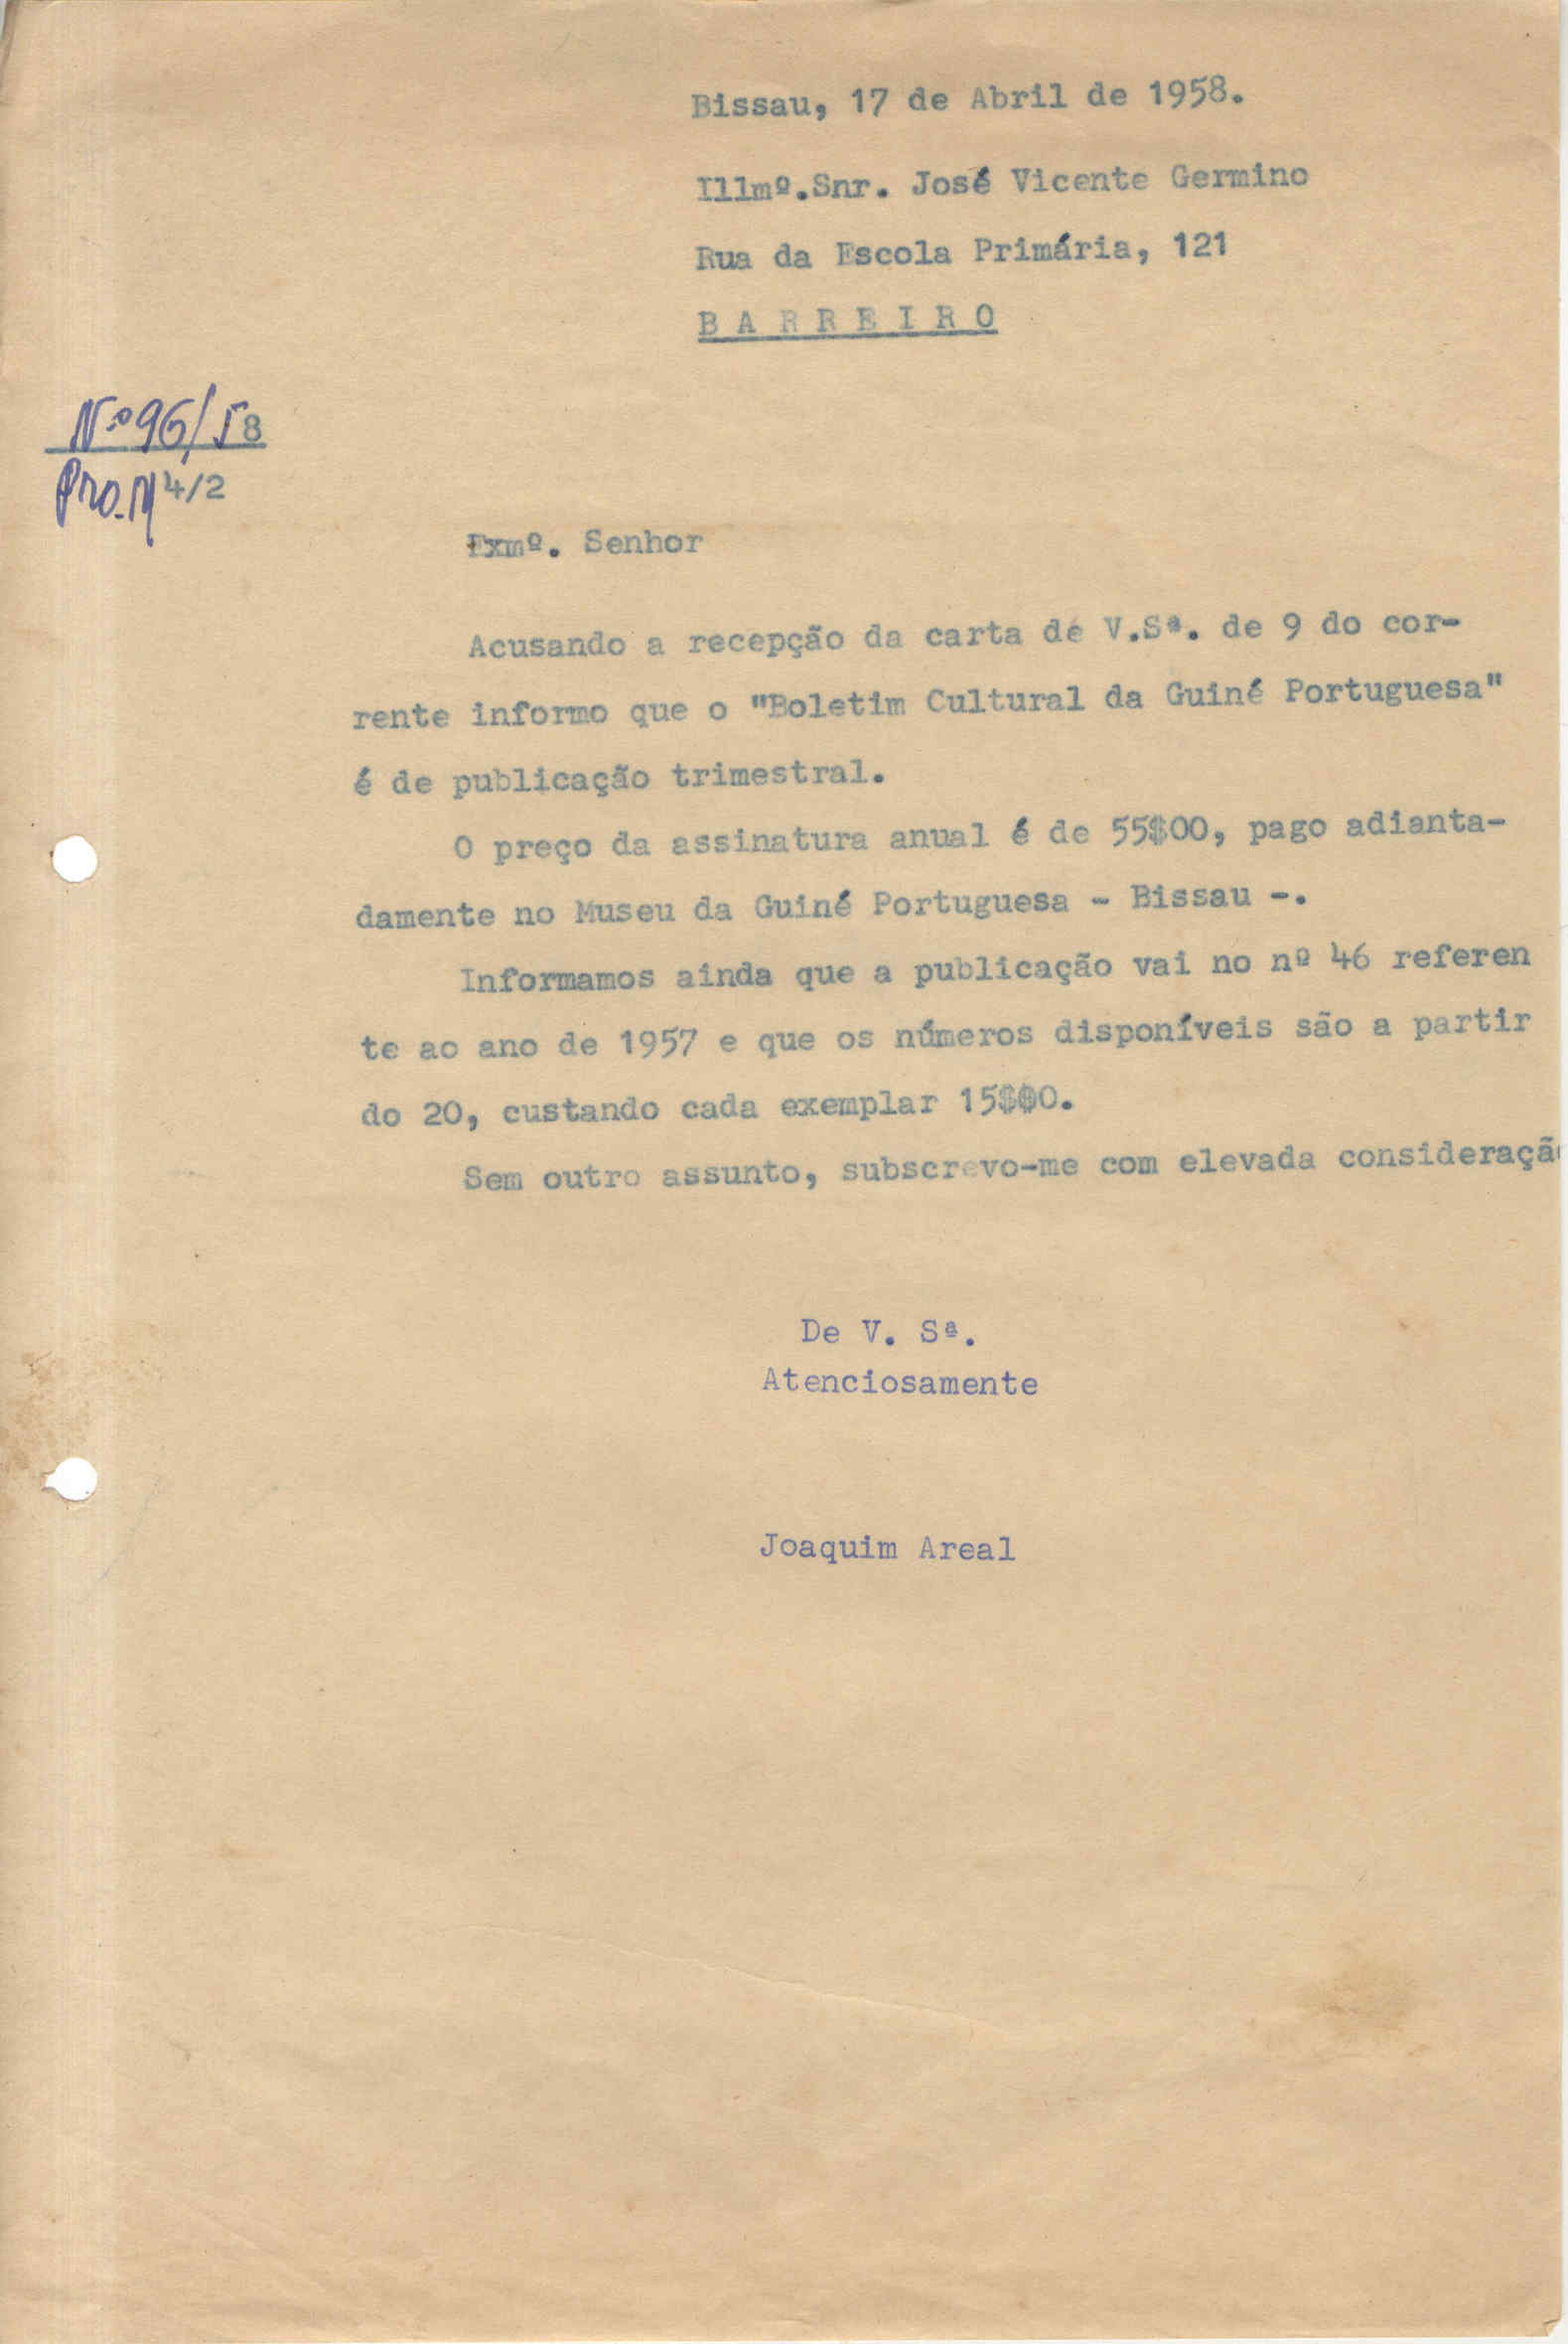 Bissau, 17 de Abril de 1958.
Illmº.Snr. José Vicente Germino
Rua da Escola Primária, 121
B A R R E I R O
Nº 96/58
Pro. M 4/2
Exmº. Senhor
Acusando a recepção da carta de V.Sª. de 9 do cor-
rente informo que o "Boletim Cultural da Guiné Portuguesa"
é de publicação trimestral.
O preço da assinatura anual é de 55$00, pago adianta-
damente no Museu da Guiné Portuguesa - Bissau -.
Informamos ainda que a publicação vai no nº 46 referen
te ao ano de 1957 e que os números disponíveis são a partir
do 20, custando cada exemplar 15$00.
Sem outro assunto, subscrevo-me com elevada consideraçã
De V. Sª.
Atenciosamente
Joaquim Areal